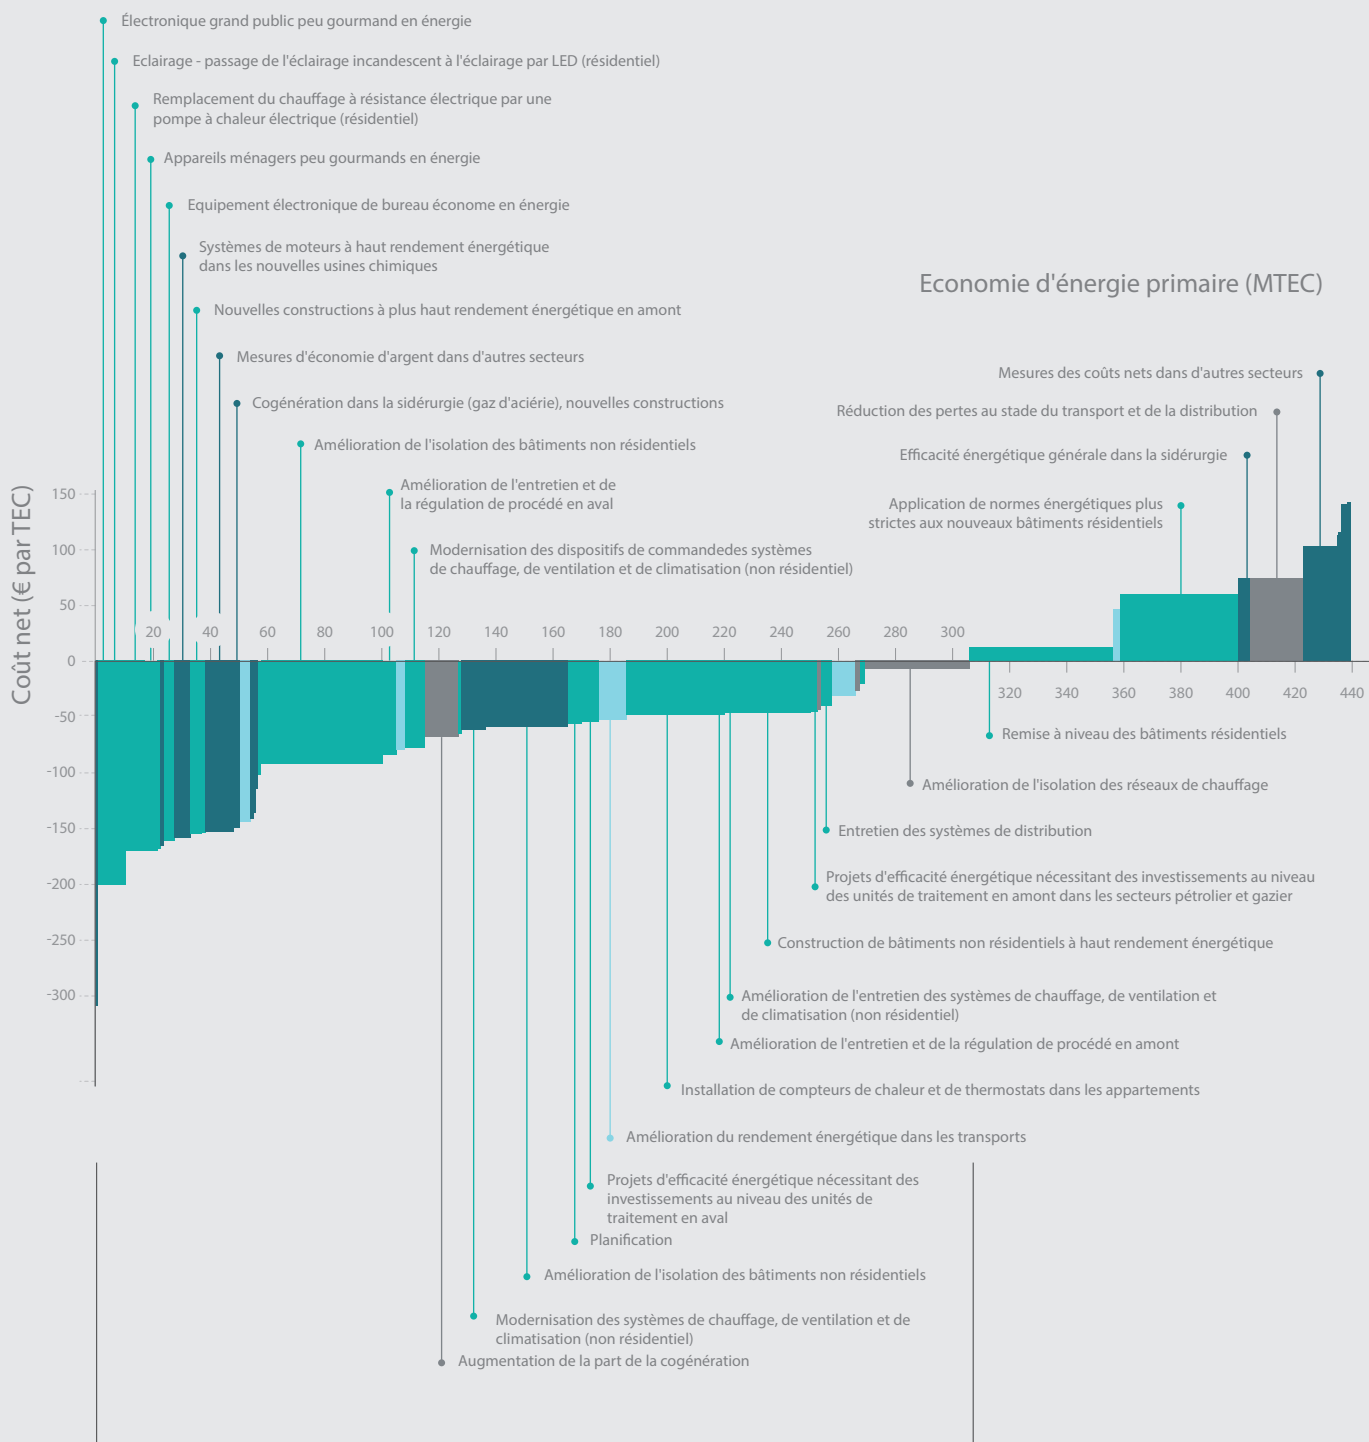 Électronique grand public peu gourmand en énergie
Eclairage - passage de l'éclairage incandescent à l'éclairage par LED (résidentiel)
Remplacement du chauffage à résistance électrique par une
pompe à chaleur électrique (résidentiel)
Appareils ménagers peu gourmands en énergie
Equipement électronique de bureau économe en énergie
Systèmes de moteurs à haut rendement énergétique
dans les nouvelles usines chimiques
Economie d'énergie primaire (MTEC)
Nouvelles constructions à plus haut rendement énergétique en amont
Mesures d'économie d'argent dans d'autres secteurs
Mesures des coûts nets dans d'autres secteurs
Cogénération dans la sidérurgie (gaz d'aciérie), nouvelles constructions
Réduction des pertes au stade du transport et de la distribution
Amélioration de l'isolation des bâtiments non résidentiels
Efficacité énergétique générale dans la sidérurgie
Amélioration de l'entretien et de
la régulation de procédé en aval
Application de normes énergétiques plus
strictes aux nouveaux bâtiments résidentiels
Modernisation des dispositifs de commandedes systèmes
de chauffage, de ventilation et de climatisation (non résidentiel)
Coût net (€ par TEC)
150
100
50
0
-50
-100
-150
-200
-250
-300
20 40 60 80 100 120 140 160 180 200 220 240 260 280 300
320 340 360 380 400 420 440
Remise à niveau des bâtiments résidentiels
Amélioration de l'isolation des réseaux de chauffage
Entretien des systèmes de distribution
Projets d'efficacité énergétique nécessitant des investissements au niveau
des unités de traitement en amont dans les secteurs pétrolier et gazier
Construction de bâtiments non résidentiels à haut rendement énergétique
Amélioration de l'entretien des systèmes de chauffage, de ventilation et
de climatisation (non résidentiel)
Amélioration de l'entretien et de la régulation de procédé en amont
Installation de compteurs de chaleur et de thermostats dans les appartements
Amélioration du rendement énergétique dans les transports
Projets d'efficacité énergétique nécessitant des
investissements au niveau des unités de
traitement en aval
Planification
Amélioration de l'isolation des bâtiments non résidentiels
Modernisation des systèmes de chauffage, de ventilation et de
climatisation (non résidentiel)
Augmentation de la part de la cogénération